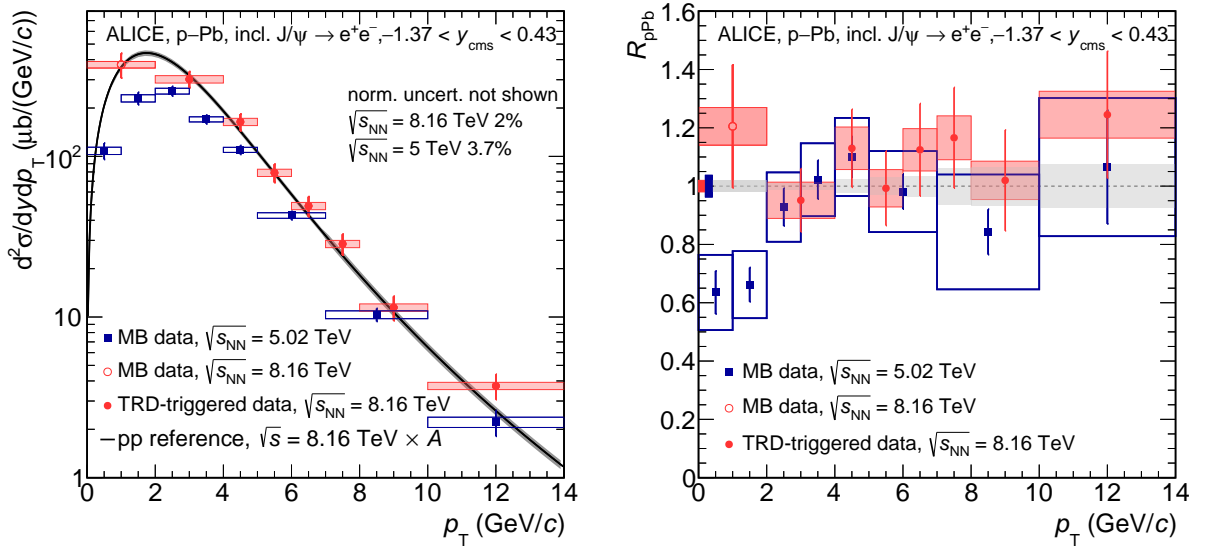 ALICE, p–Pb, incl. J/ψ → e⁺e⁻,–1.37 < y_cms < 0.43
norm. uncert. not shown
√s_NN = 8.16 TeV 2%
√s_NN = 5 TeV 3.7%
d²σ/dydp_T (μb/(GeV/c))
10²
10
1
MB data, √s_NN = 5.02 TeV
MB data, √s_NN = 8.16 TeV
TRD-triggered data, √s_NN = 8.16 TeV
pp reference, √s = 8.16 TeV × A
0 2 4 6 8 10 12 14
p_T (GeV/c)
ALICE, p–Pb, incl. J/ψ → e⁺e⁻,–1.37 < y_cms < 0.43
R_pPb
1.6
1.4
1.2
1
0.8
0.6
0.4
0.2
0
MB data, √s_NN = 5.02 TeV
MB data, √s_NN = 8.16 TeV
TRD-triggered data, √s_NN = 8.16 TeV
0 2 4 6 8 10 12 14
p_T (GeV/c)